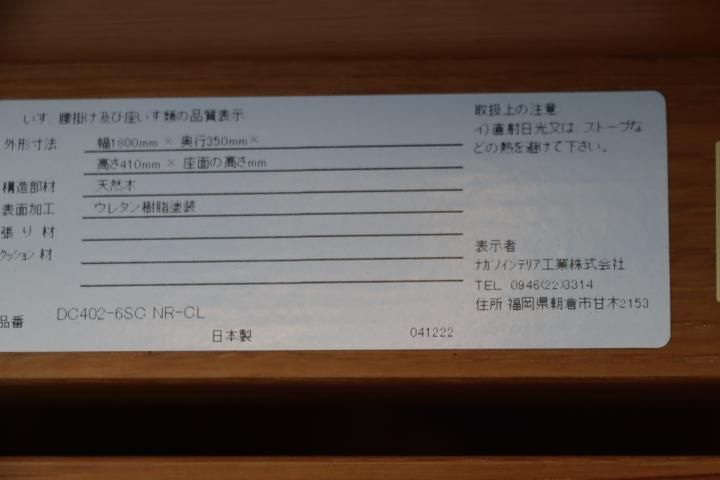 いす、腰掛け及び座いす類の品質表示
外形寸法 幅1800mm × 奥行350mm×
高さ410mm × 座面の高さmm
構造部材 天然木
表面加工 ウレタン樹脂塗装
張り材
クッション材
品番 DC402-6SC NR-CL
日本製 041222
取扱上の注意
イ)直射日光又は、ストーブな
どの熱を避けて下さい。
表示者
ナガノインテリア工業株式会社
TEL 0946(22)3314
住所 福岡県朝倉市甘木2153